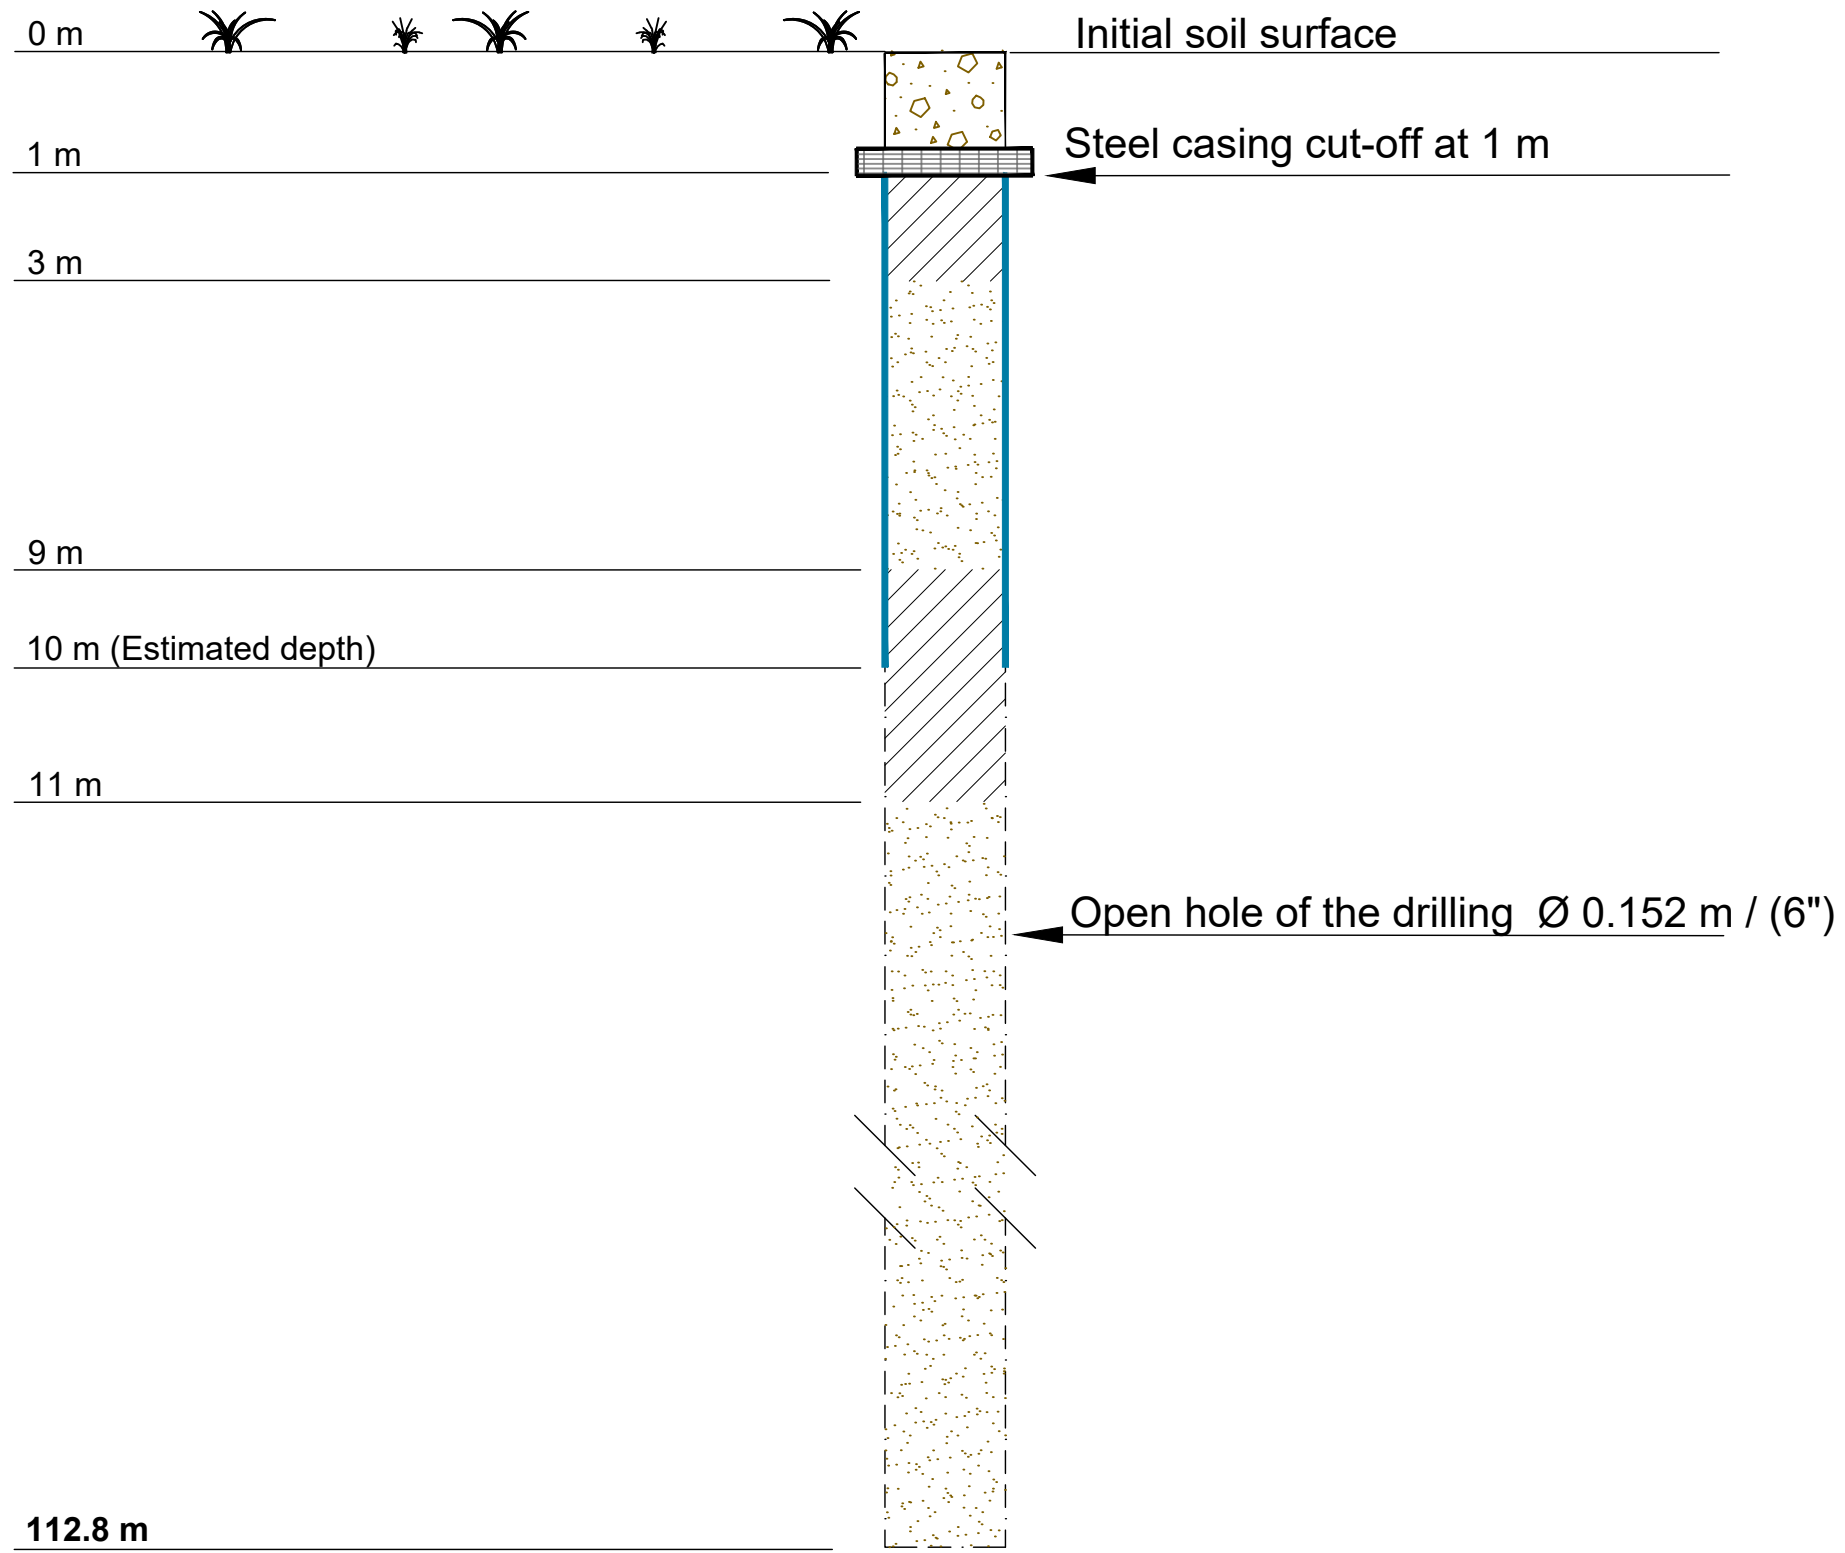 0 m
Initial soil surface
1 m
Steel casing cut-off at 1 m
3 m
9 m
10 m (Estimated depth)
11 m
Open hole of the drilling Ø 0.152 m / (6")
112.8 m